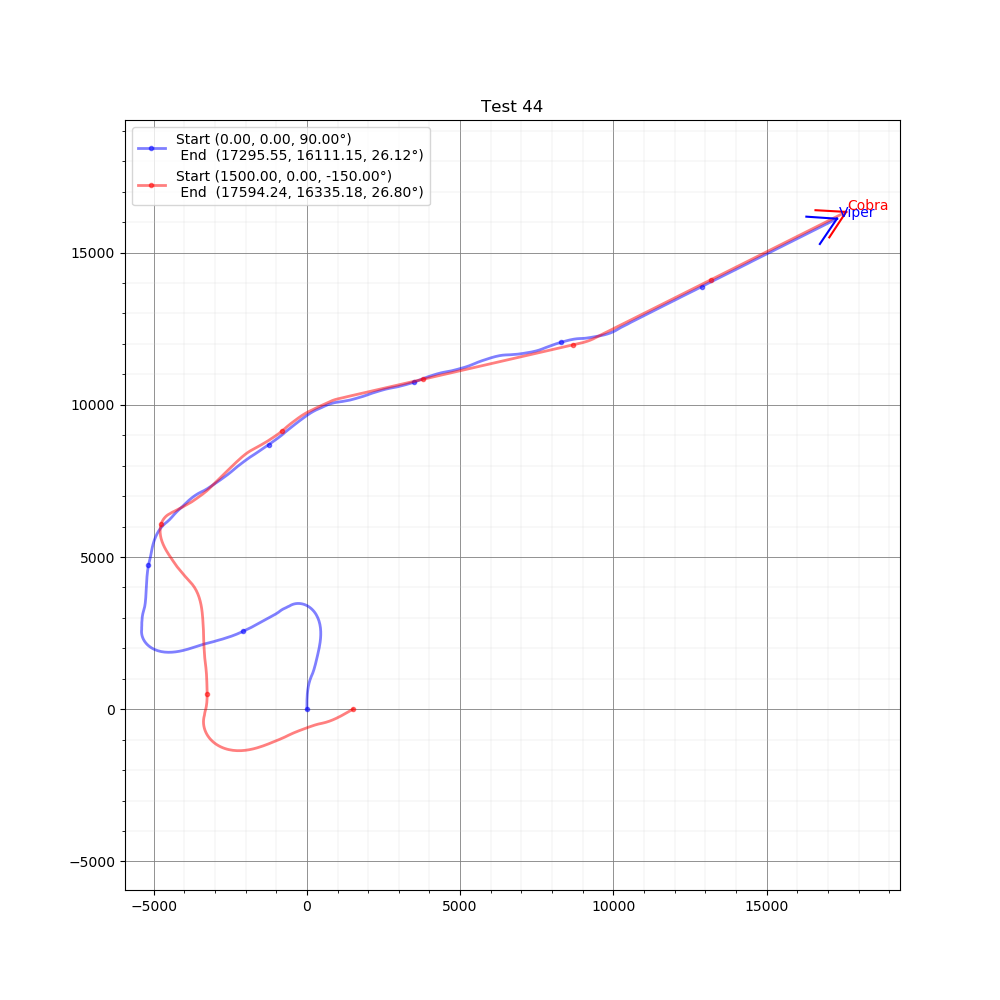 Test 44
Start (0.00, 0.00, 90.00°)
End (17295.55, 16111.15, 26.12°)
Start (1500.00, 0.00, -150.00°)
End (17594.24, 16335.18, 26.80°)
Cobra
Viper
15000
10000
5000
0
−5000
−5000 0 5000 10000 15000